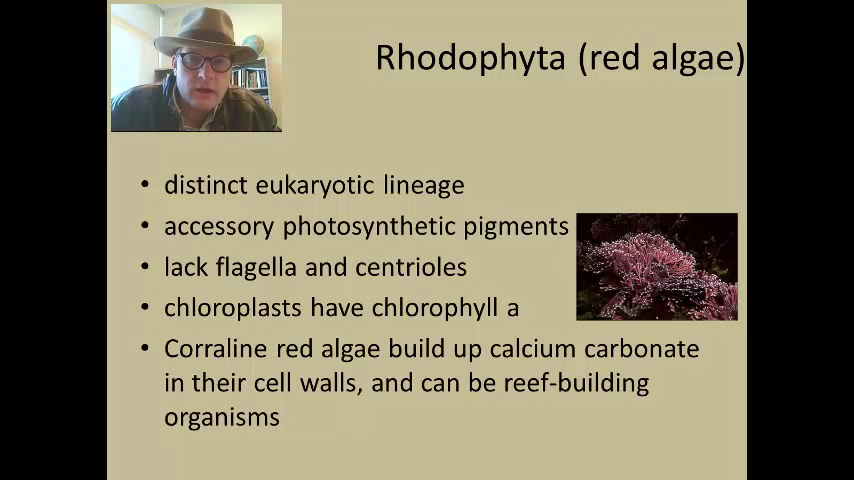 Rhodophyta (red algae)
• distinct eukaryotic lineage
• accessory photosynthetic pigments
• lack flagella and centrioles
• chloroplasts have chlorophyll a
• Corraline red algae build up calcium carbonate
in their cell walls, and can be reef-building
organisms